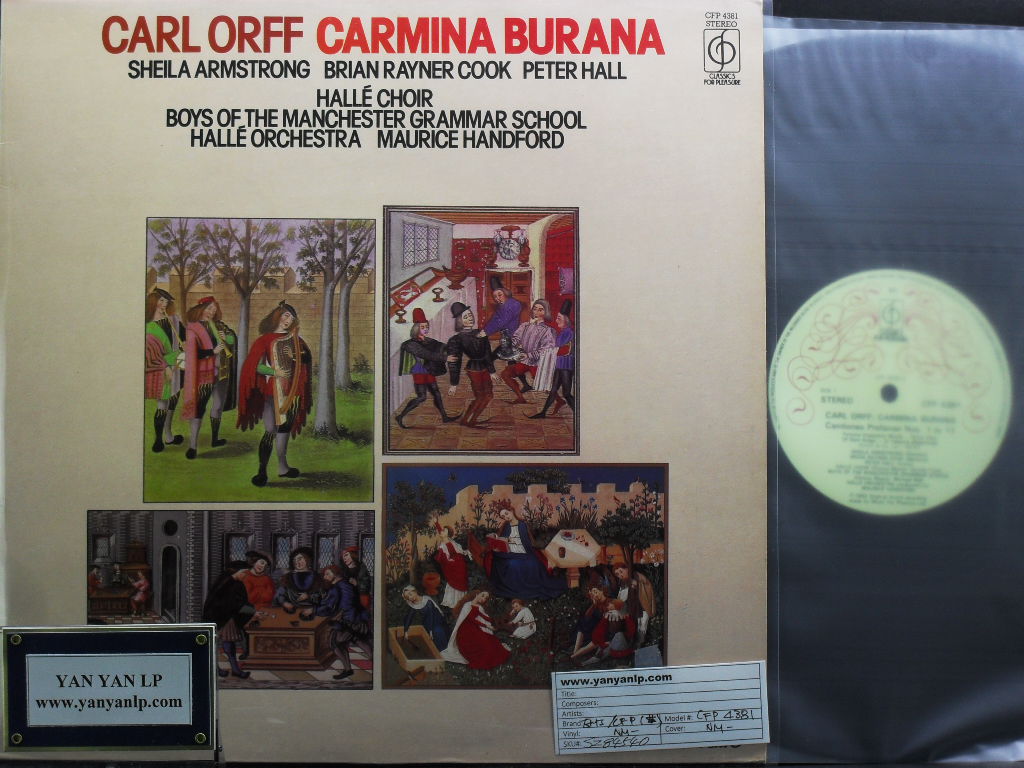 CARL ORFF CARMINA BURANA
SHEILA ARMSTRONG BRIAN RAYNER COOK PETER HALL
HALLÉ CHOIR
BOYS OF THE MANCHESTER GRAMMAR SCHOOL
HALLÉ ORCHESTRA MAURICE HANDFORD
CFP 4381
STEREO
CLASSICS
FOR PLEASURE
STEREO
CARL ORFF: CARMINA BURANA
YAN YAN LP
www.yanyanlp.com
www.yanyanlp.com
Title:
Composers:
Artists:
Brand: EMI / CFP (#) Model #: CFP 4381
Vinyl: NM- Cover: NM-
SKU#: